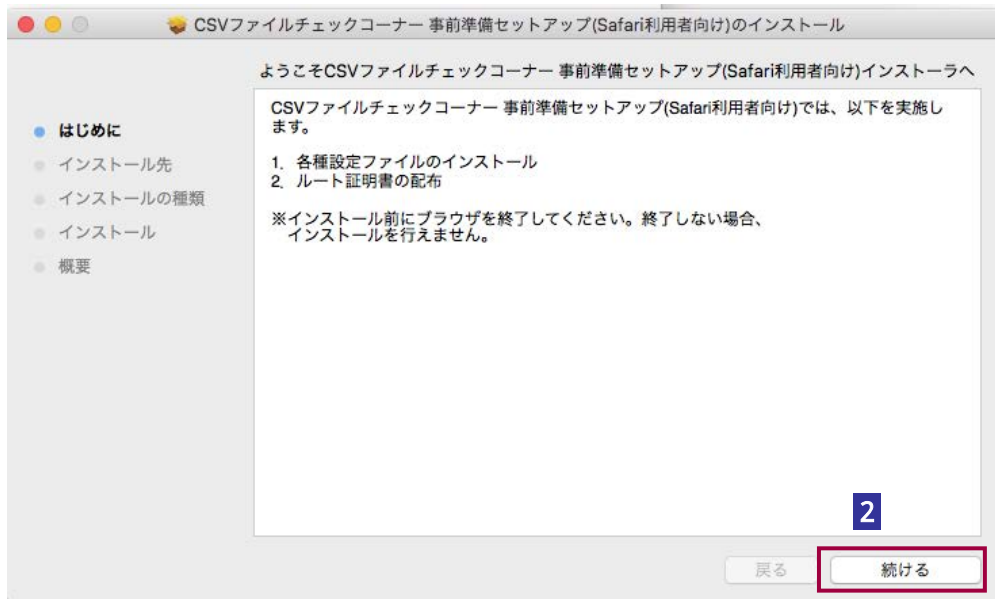 CSVファイルチェックコーナー 事前準備セットアップ(Safari利用者向け)のインストール
ようこそCSVファイルチェックコーナー 事前準備セットアップ(Safari利用者向け)インストーラへ
はじめに
インストール先
インストールの種類
インストール
概要
CSVファイルチェックコーナー 事前準備セットアップ(Safari利用者向け)では、以下を実施し
ます。
1. 各種設定ファイルのインストール
2. ルート証明書の配布
※インストール前にブラウザを終了してください。終了しない場合、
インストールを行えません。
2
戻る
続ける